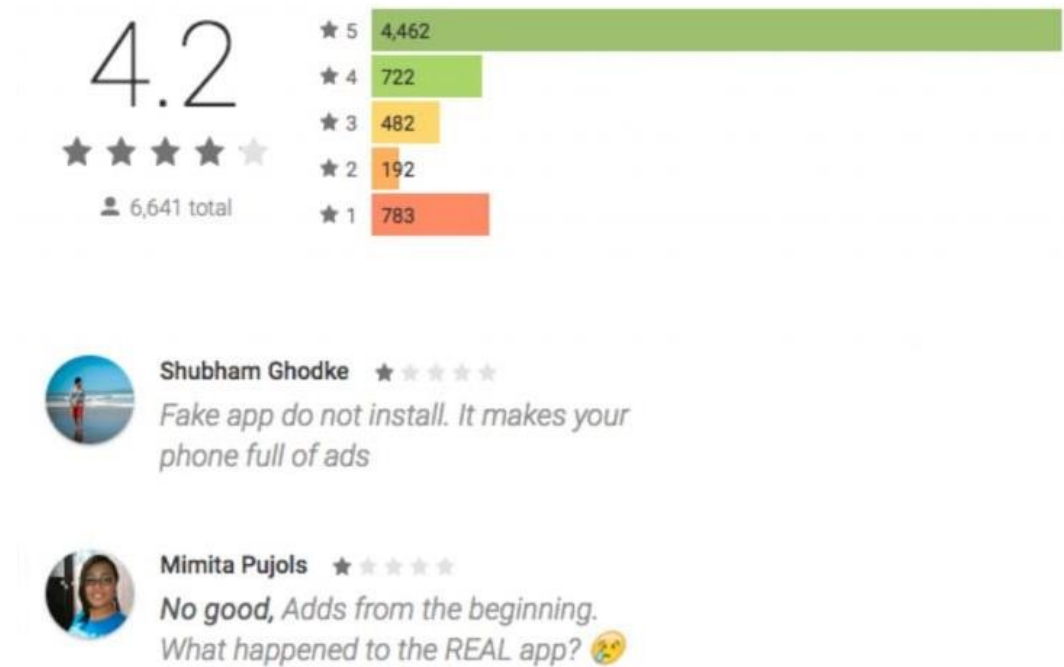 4.2
6,641 total
5 4,462
4 722
3 482
2 192
1 783
Shubham Ghodke
Fake app do not install. It makes your
phone full of ads
Mimita Pujols
No good, Adds from the beginning.
What happened to the REAL app? 😢